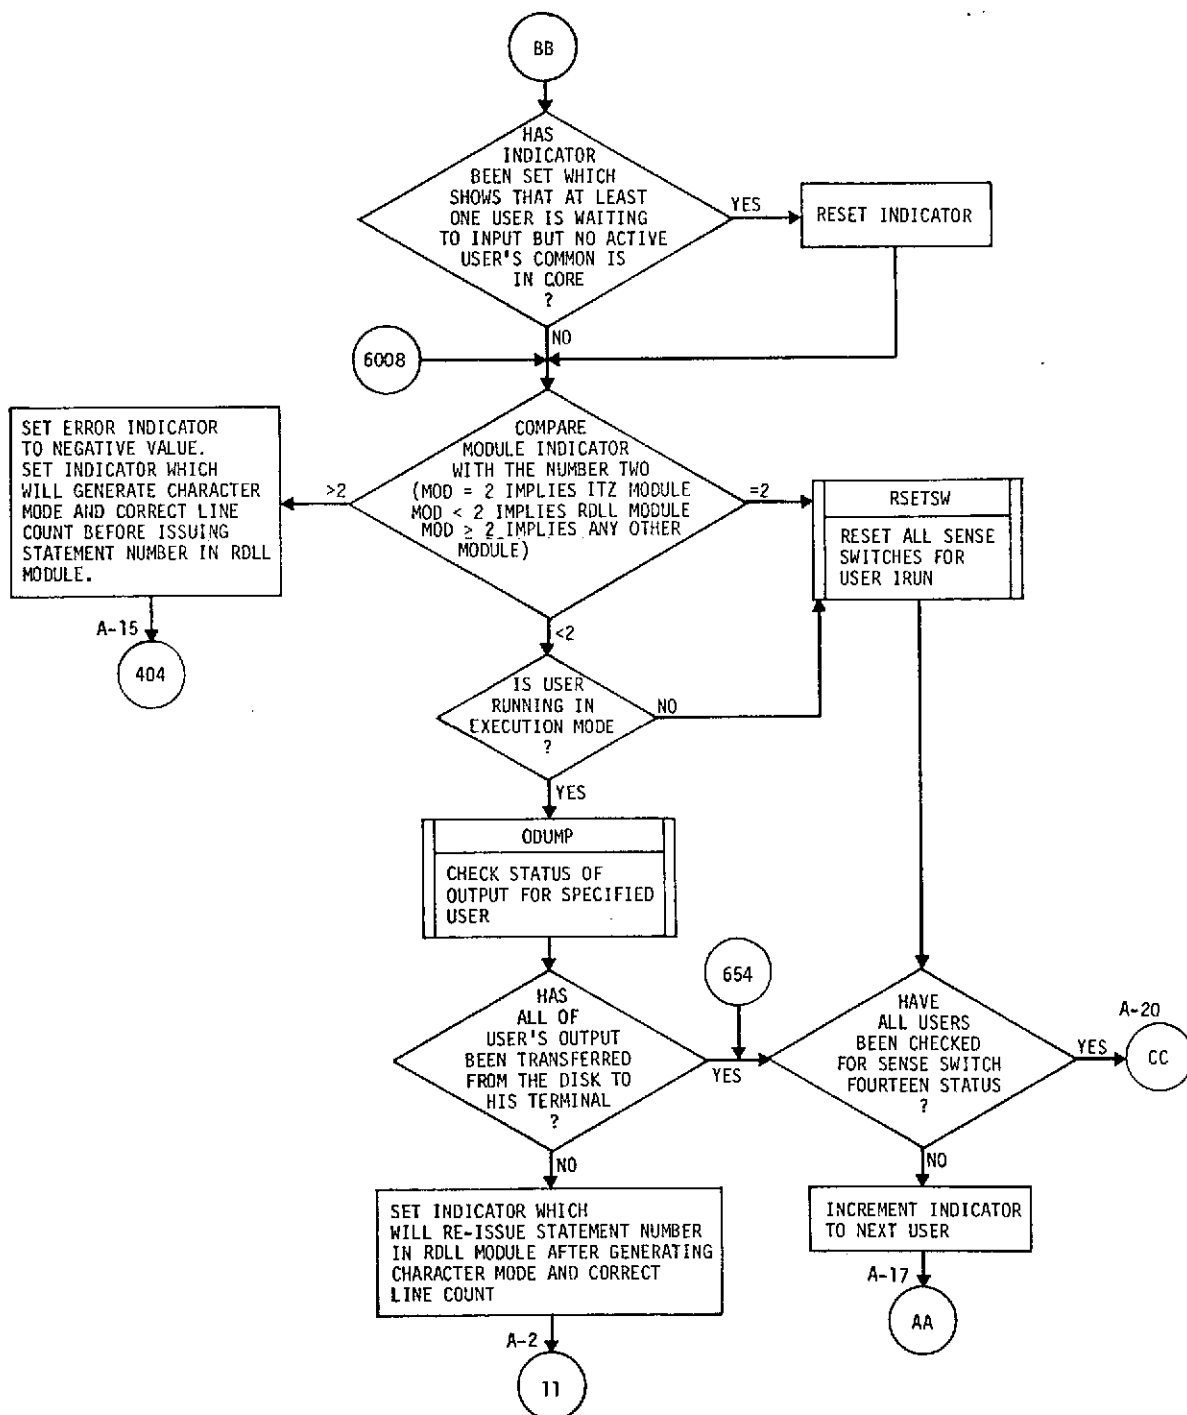 BB
HAS
INDICATOR
BEEN SET WHICH
SHOWS THAT AT LEAST
ONE USER IS WAITING
TO INPUT BUT NO ACTIVE
USER'S COMMON IS
IN CORE
?
YES
RESET INDICATOR
NO
6008
SET ERROR INDICATOR
TO NEGATIVE VALUE.
SET INDICATOR WHICH
WILL GENERATE CHARACTER
MODE AND CORRECT LINE
COUNT BEFORE ISSUING
STATEMENT NUMBER IN RDLL
MODULE.
>2
COMPARE
MODULE INDICATOR
WITH THE NUMBER TWO
(MOD = 2 IMPLIES ITZ MODULE
MOD < 2 IMPLIES RDLL MODULE
MOD ≥ 2 IMPLIES ANY OTHER
MODULE)
=2
RSETSW
RESET ALL SENSE
SWITCHES FOR
USER IRUN
A-15
404
<2
IS USER
RUNNING IN
EXECUTION MODE
?
NO
YES
ODUMP
CHECK STATUS OF
OUTPUT FOR SPECIFIED
USER
654
HAS
ALL OF
USER'S OUTPUT
BEEN TRANSFERRED
FROM THE DISK TO
HIS TERMINAL
?
YES
HAVE
ALL USERS
BEEN CHECKED
FOR SENSE SWITCH
FOURTEEN STATUS
?
YES
A-20
CC
NO
SET INDICATOR WHICH
WILL RE-ISSUE STATEMENT NUMBER
IN RDLL MODULE AFTER GENERATING
CHARACTER MODE AND CORRECT
LINE COUNT
NO
INCREMENT INDICATOR
TO NEXT USER
A-17
AA
A-2
11